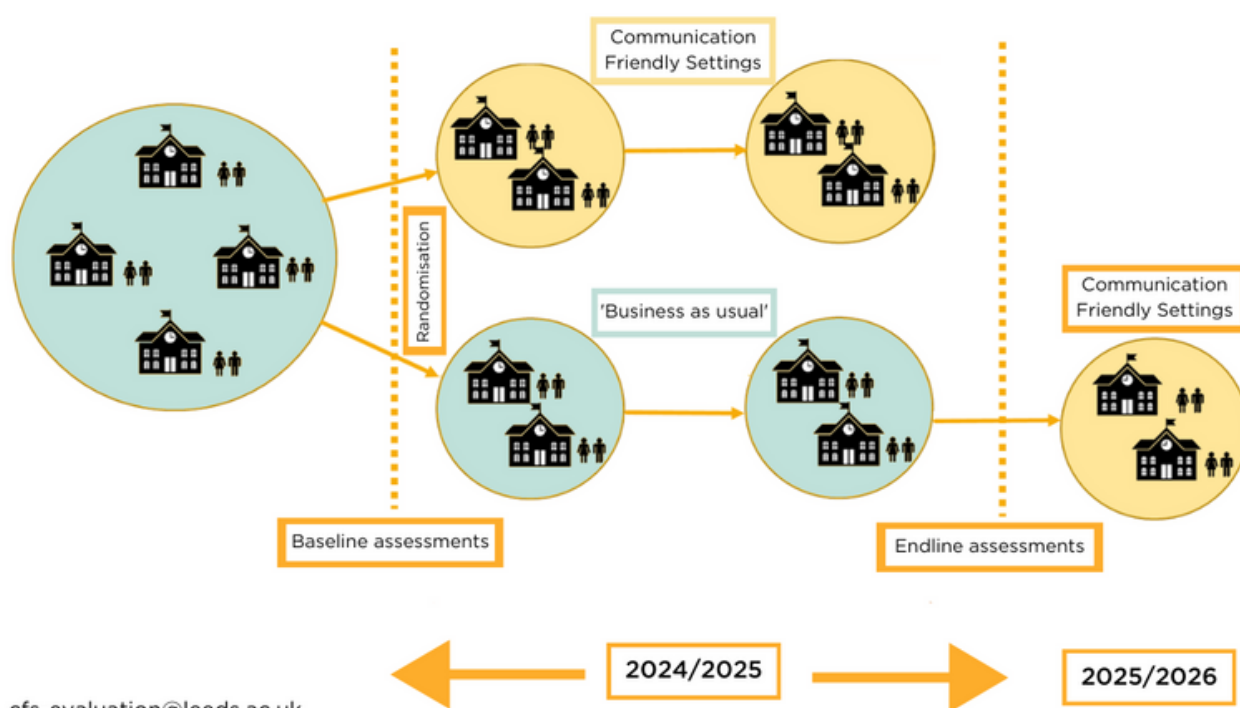 Communication
Friendly Settings
Randomisation
'Business as usual'
Communication
Friendly Settings
Baseline assessments
Endline assessments
2024/2025
2025/2026